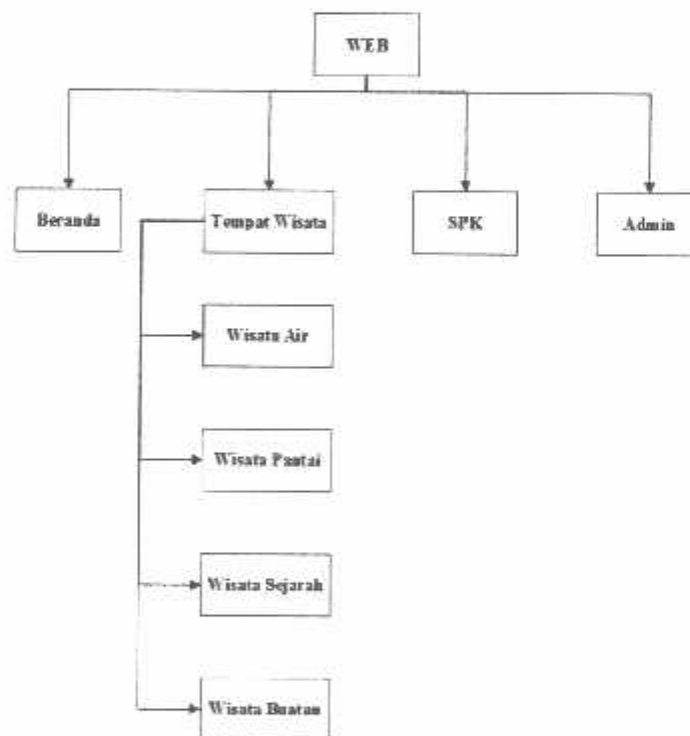 WEB
Beranda
Tempat Wisata
SPK
Admin
Wisata Air
Wisata Pantai
Wisata Sejarah
Wisata Buatan